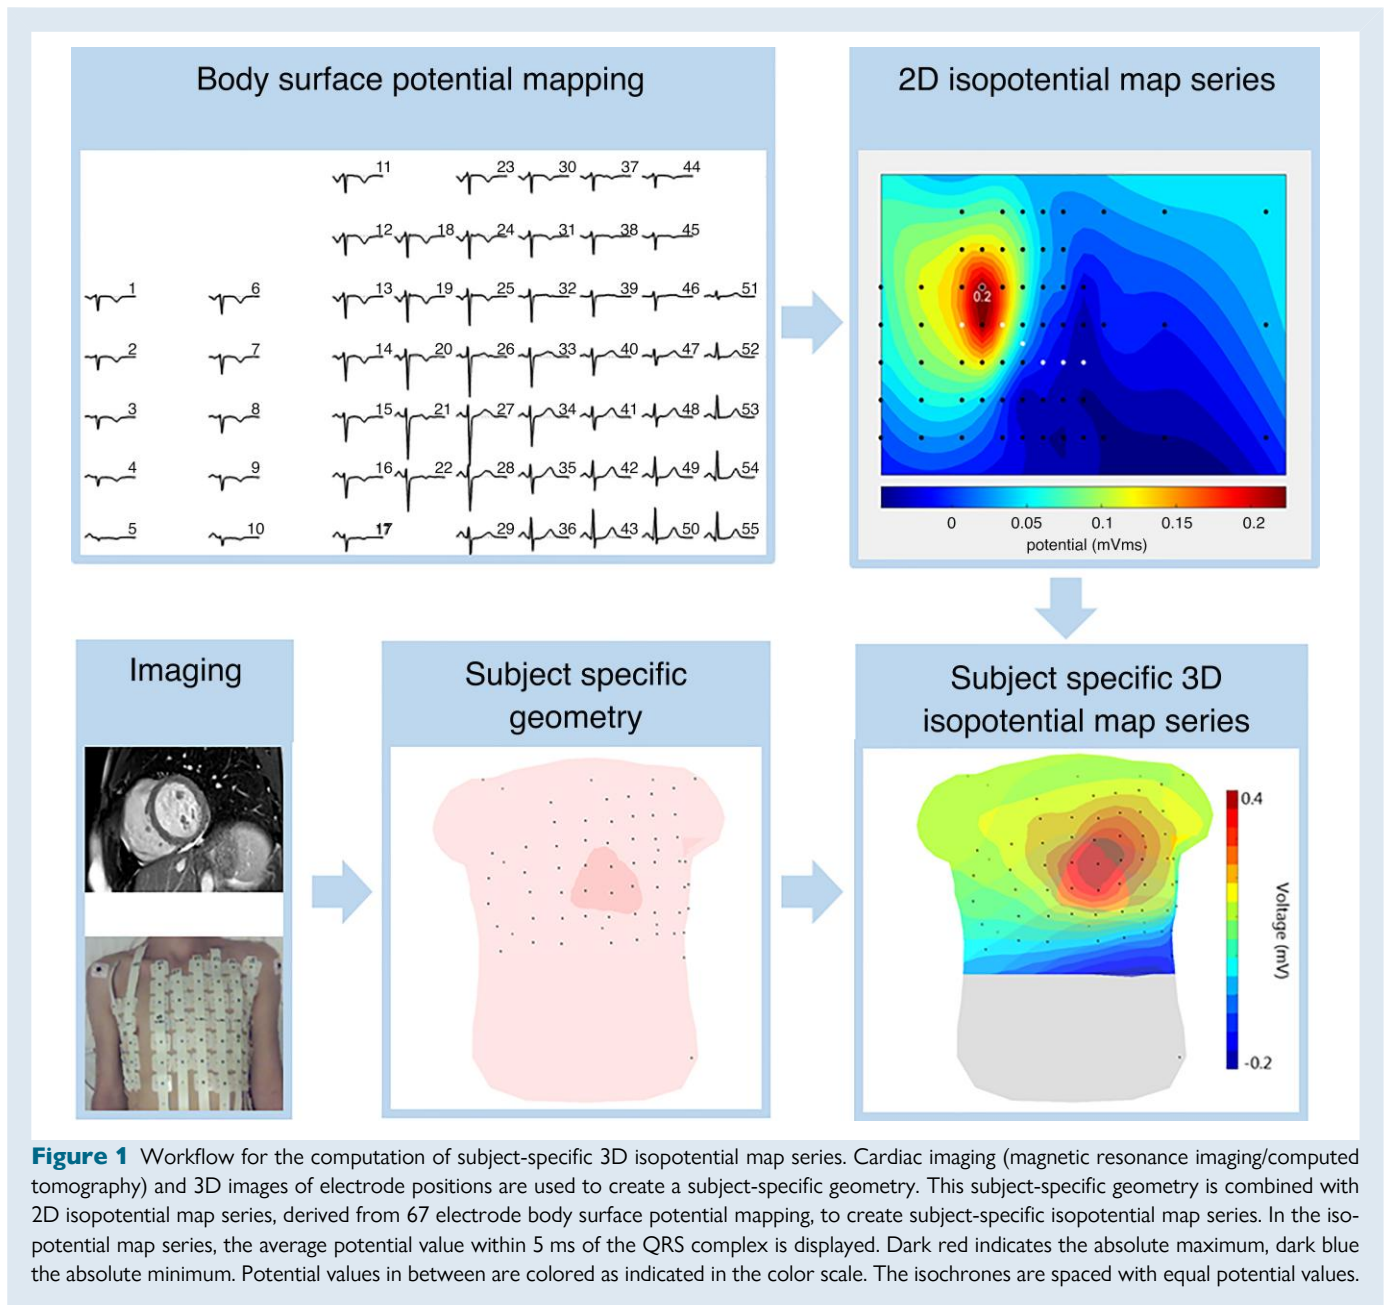 Body surface potential mapping
11 23 30 37 44
12 18 24 31 38 45
1 6 13 19 25 32 39 46 51
2 7 14 20 26 33 40 47 52
3 8 15 21 27 34 41 48 53
4 9 16 22 28 35 42 49 54
5 10 17 29 36 43 50 55
2D isopotential map series
0.2
0 0.05 0.1 0.15 0.2
potential (mVms)
Imaging
Subject specific
geometry
Subject specific 3D
isopotential map series
0.4
Voltage (mV)
-0.2
Figure 1 Workflow for the computation of subject-specific 3D isopotential map series. Cardiac imaging (magnetic resonance imaging/computed
tomography) and 3D images of electrode positions are used to create a subject-specific geometry. This subject-specific geometry is combined with
2D isopotential map series, derived from 67 electrode body surface potential mapping, to create subject-specific isopotential map series. In the iso-
potential map series, the average potential value within 5 ms of the QRS complex is displayed. Dark red indicates the absolute maximum, dark blue
the absolute minimum. Potential values in between are colored as indicated in the color scale. The isochrones are spaced with equal potential values.